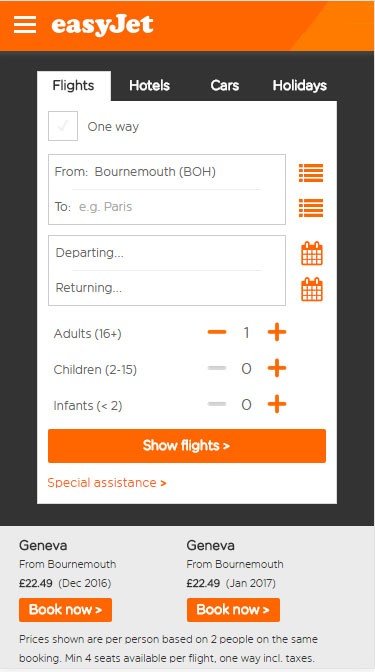 easyJet
Flights Hotels Cars Holidays
One way
From: Bournemouth (BOH)
To: e.g. Paris
Departing...
Returning...
Adults (16+) 1
Children (2-15) 0
Infants (< 2) 0
Show flights >
Special assistance >
Geneva Geneva
From Bournemouth From Bournemouth
£22.49 (Dec 2016) £22.49 (Jan 2017)
Book now > Book now >
Prices shown are per person based on 2 people on the same
booking. Min 4 seats available per flight, one way incl. taxes.